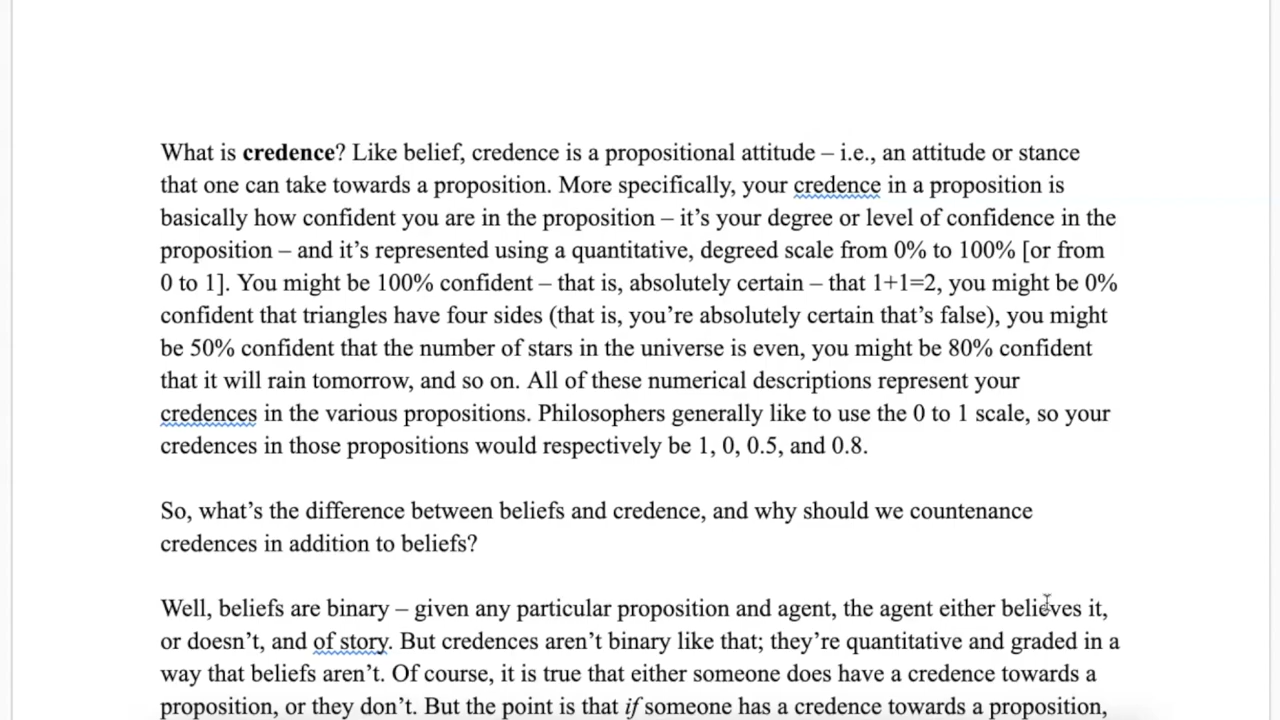 What is credence? Like belief, credence is a propositional attitude – i.e., an attitude or stance
that one can take towards a proposition. More specifically, your credence in a proposition is
basically how confident you are in the proposition – it’s your degree or level of confidence in the
proposition – and it’s represented using a quantitative, degreed scale from 0% to 100% [or from
0 to 1]. You might be 100% confident – that is, absolutely certain – that 1+1=2, you might be 0%
confident that triangles have four sides (that is, you’re absolutely certain that’s false), you might
be 50% confident that the number of stars in the universe is even, you might be 80% confident
that it will rain tomorrow, and so on. All of these numerical descriptions represent your
credences in the various propositions. Philosophers generally like to use the 0 to 1 scale, so your
credences in those propositions would respectively be 1, 0, 0.5, and 0.8.
So, what’s the difference between beliefs and credence, and why should we countenance
credences in addition to beliefs?
Well, beliefs are binary – given any particular proposition and agent, the agent either believes it,
or doesn’t, and of story. But credences aren’t binary like that; they’re quantitative and graded in a
way that beliefs aren’t. Of course, it is true that either someone does have a credence towards a
proposition, or they don’t. But the point is that if someone has a credence towards a proposition,